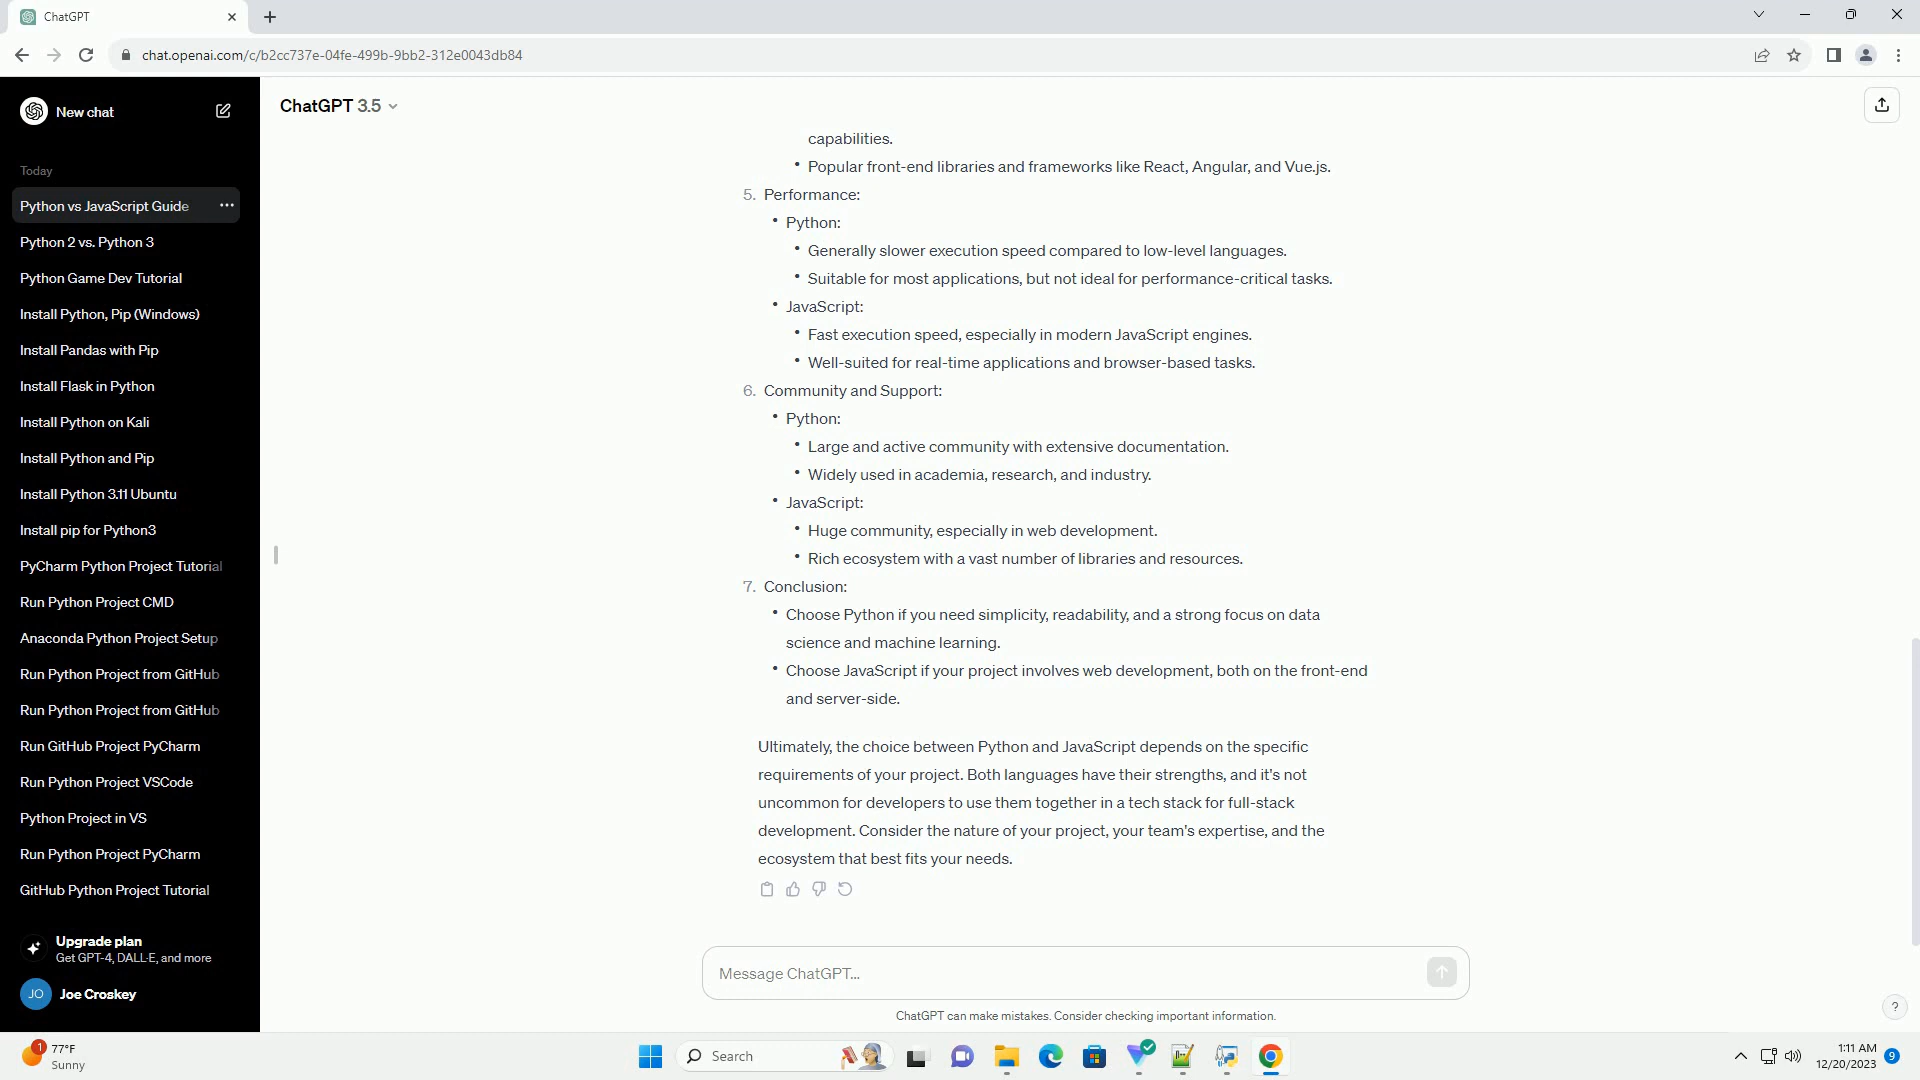 ChatGPT
chat.openai.com/c/b2cc737e-04fe-499b-9bb2-312e0043db84
New chat
Today
Python vs JavaScript Guide
Python 2 vs. Python 3
Python Game Dev Tutorial
Install Python, Pip (Windows)
Install Pandas with Pip
Install Flask in Python
Install Python on Kali
Install Python and Pip
Install Python 3.11 Ubuntu
Install pip for Python3
PyCharm Python Project Tutorial
Run Python Project CMD
Anaconda Python Project Setup
Run Python Project from GitHub
Run Python Project from GitHub
Run GitHub Project PyCharm
Run Python Project VSCode
Python Project in VS
Run Python Project PyCharm
GitHub Python Project Tutorial
Upgrade plan
Get GPT-4, DALL·E, and more
JO Joe Croskey
ChatGPT 3.5
capabilities.
• Popular front-end libraries and frameworks like React, Angular, and Vue.js.
5. Performance:
• Python:
• Generally slower execution speed compared to low-level languages.
• Suitable for most applications, but not ideal for performance-critical tasks.
• JavaScript:
• Fast execution speed, especially in modern JavaScript engines.
• Well-suited for real-time applications and browser-based tasks.
6. Community and Support:
• Python:
• Large and active community with extensive documentation.
• Widely used in academia, research, and industry.
• JavaScript:
• Huge community, especially in web development.
• Rich ecosystem with a vast number of libraries and resources.
7. Conclusion:
• Choose Python if you need simplicity, readability, and a strong focus on data
science and machine learning.
• Choose JavaScript if your project involves web development, both on the front-end
and server-side.
Ultimately, the choice between Python and JavaScript depends on the specific
requirements of your project. Both languages have their strengths, and it's not
uncommon for developers to use them together in a tech stack for full-stack
development. Consider the nature of your project, your team's expertise, and the
ecosystem that best fits your needs.
Message ChatGPT...
ChatGPT can make mistakes. Consider checking important information.
?
1
77°F
Sunny
Search
1:11 AM
12/20/2023
9